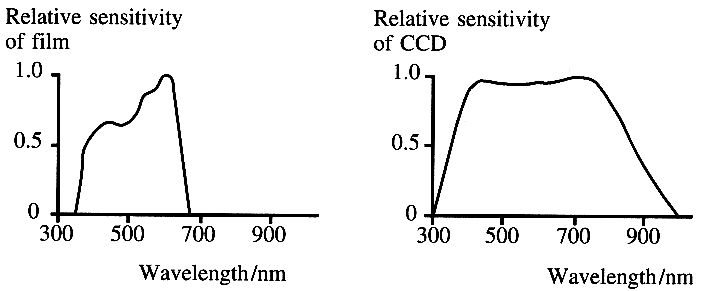 Relative sensitivity
of film
1.0
0.5
0
300 500 700 900
Wavelength/nm
Relative sensitivity
of CCD
1.0
0.5
0
300 500 700 900
Wavelength/nm